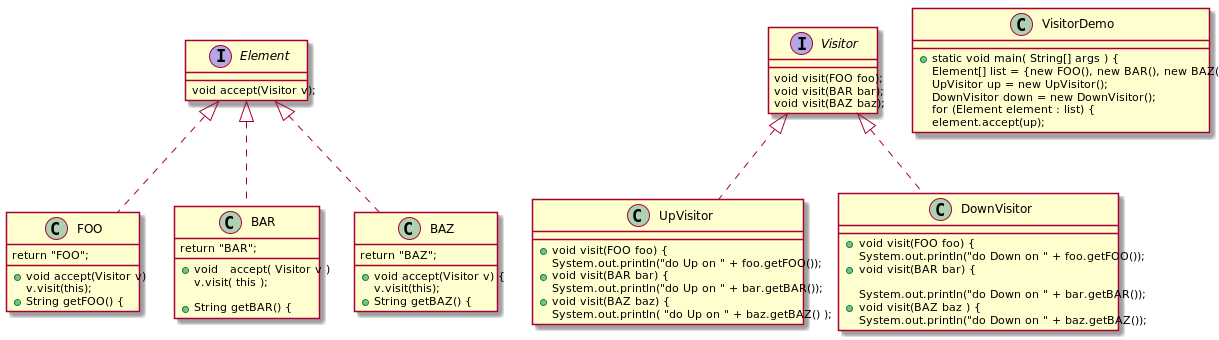 I Element
void accept(Visitor v);
C FOO
return "FOO";
void accept(Visitor v)
v.visit(this);
String getFOO() {
C BAR
return "BAR";
void   accept( Visitor v )
v.visit( this );
String getBAR() {
C BAZ
return "BAZ";
void accept(Visitor v) {
v.visit(this);
String getBAZ() {
I Visitor
void visit(FOO foo);
void visit(BAR bar);
void visit(BAZ baz);
C UpVisitor
void visit(FOO foo) {
System.out.println("do Up on " + foo.getFOO());
void visit(BAR bar) {
System.out.println("do Up on " + bar.getBAR());
void visit(BAZ baz) {
System.out.println( "do Up on " + baz.getBAZ() );
C DownVisitor
void visit(FOO foo) {
System.out.println("do Down on " + foo.getFOO());
void visit(BAR bar) {
System.out.println("do Down on " + bar.getBAR());
void visit(BAZ baz ) {
System.out.println("do Down on " + baz.getBAZ());
C VisitorDemo
static void main( String[] args ) {
Element[] list = {new FOO(), new BAR(), new BAZ(
UpVisitor up = new UpVisitor();
DownVisitor down = new DownVisitor();
for (Element element : list) {
element.accept(up);